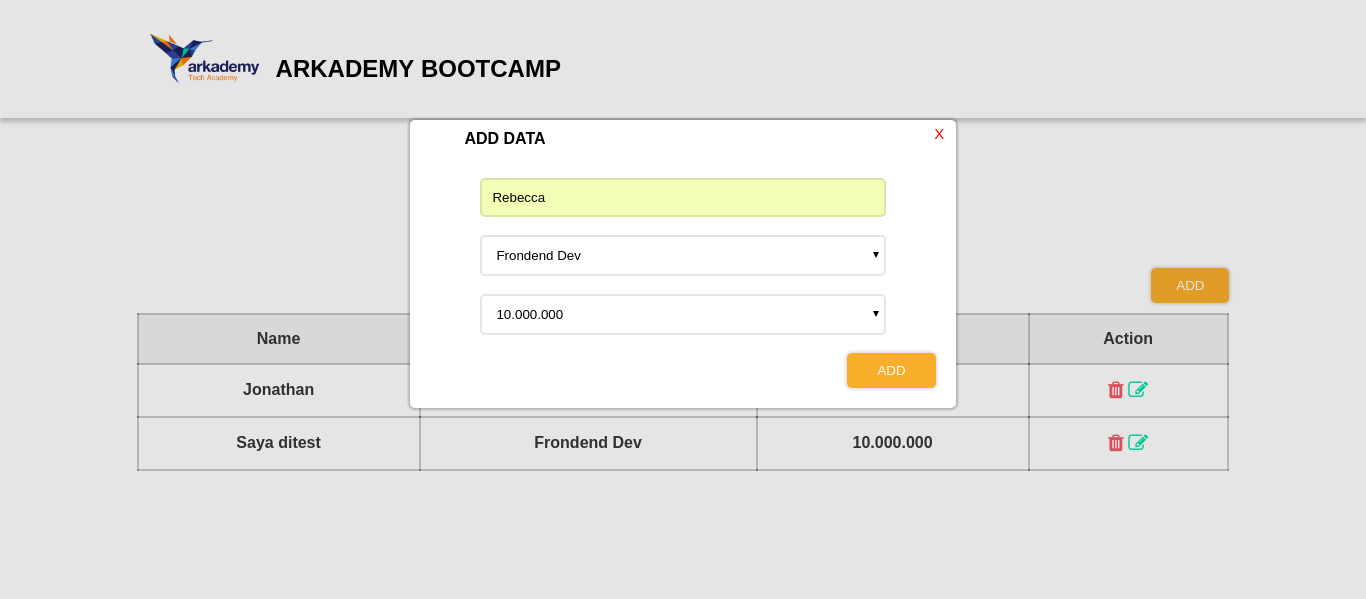 arkademy
Tech Academy
ARKADEMY BOOTCAMP
ADD DATA
X
Rebecca
Frondend Dev
10.000.000
ADD
ADD
Name
Action
Jonathan
Saya ditest
Frondend Dev
10.000.000